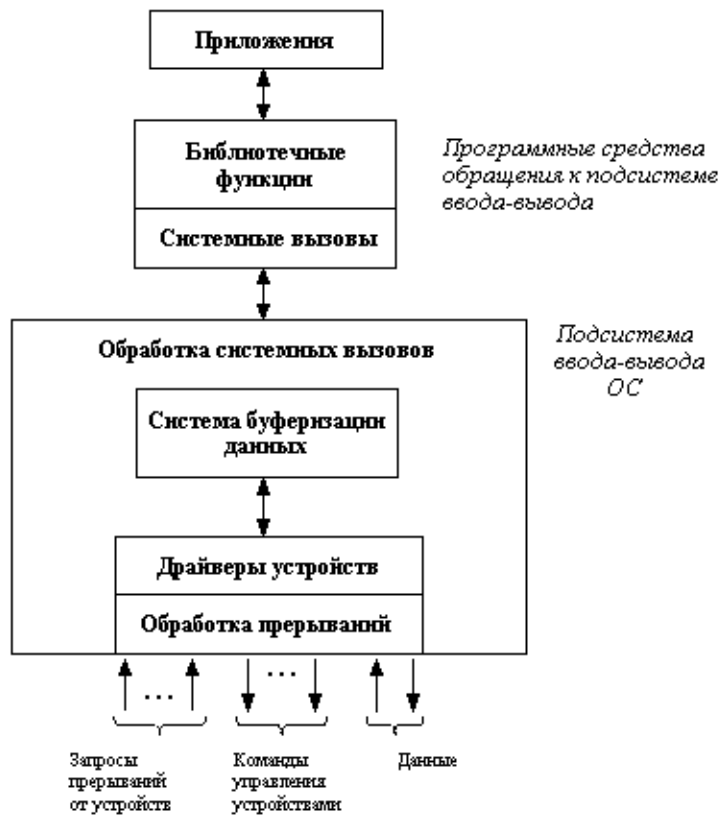 Приложения
Библиотечные
функции
Системные вызовы
Программные средства
обращения к подсистеме
ввода-вывода
Обработка системных вызовов
Подсистема
ввода-вывода
ОС
Система буферизации
данных
Драйверы устройств
Обработка прерываний
...
...
Запросы
прерываний
от устройств
Команды
управления
устройствами
Данные